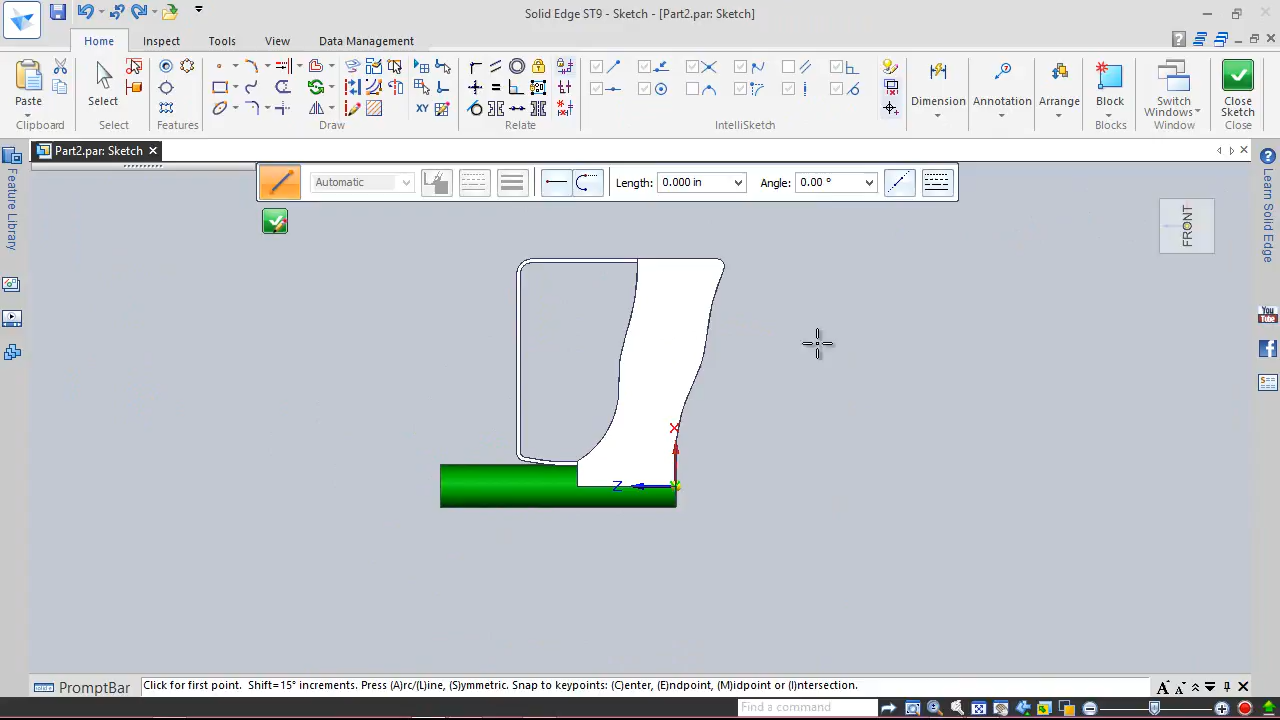 Solid Edge ST9 - Sketch - [Part2.par: Sketch]
Home Inspect Tools View Data Management
Paste Select Dimension Annotation Arrange Block Switch Windows Close Sketch
Clipboard Select Features Draw Relate IntelliSketch Blocks Window Close
Part2.par: Sketch
Feature Library
Automatic Length: 0.000 in Angle: 0.00 °
FRONT
Learn Solid Edge
You Tube
XY
Z
PromptBar Click for first point. Shift=15° increments. Press (A)rc/(L)ine, (S)ymmetric. Snap to keypoints: (C)enter, (E)ndpoint, (M)idpoint or (I)ntersection.
Find a command